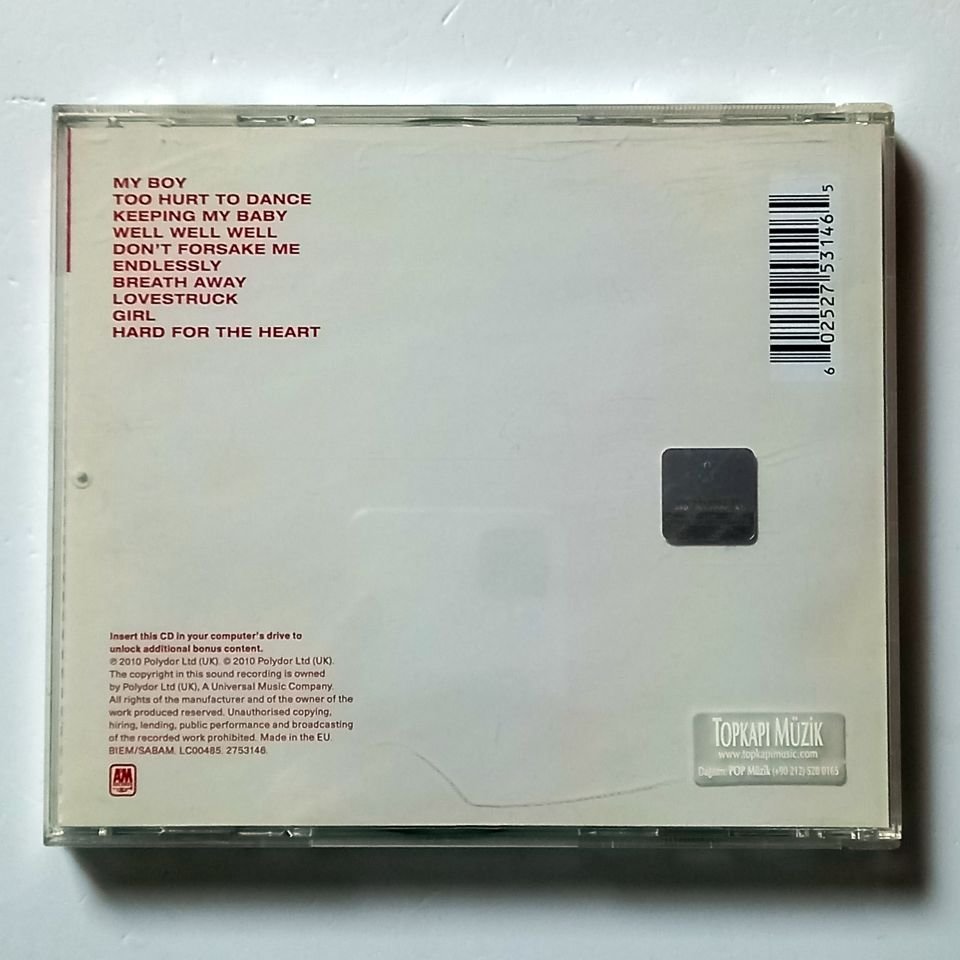 MY BOY
TOO HURT TO DANCE
KEEPING MY BABY
WELL WELL WELL
DON'T FORSAKE ME
ENDLESSLY
BREATH AWAY
LOVESTRUCK
GIRL
HARD FOR THE HEART
6 02527 53146 5
Insert this CD in your computer's drive to
unlock additional bonus content.
℗ 2010 Polydor Ltd (UK). © 2010 Polydor Ltd (UK).
The copyright in this sound recording is owned
by Polydor Ltd (UK), A Universal Music Company.
All rights of the manufacturer and of the owner of the
work produced reserved. Unauthorised copying,
hiring, lending, public performance and broadcasting
of the recorded work prohibited. Made in the EU.
BIEM/SABAM. LC00485. 2753146.
A&M
TOPKAPI MÜZİK
www.topkapimusic.com
Dağıtım: POP Müzik (+90 212) 528 0165